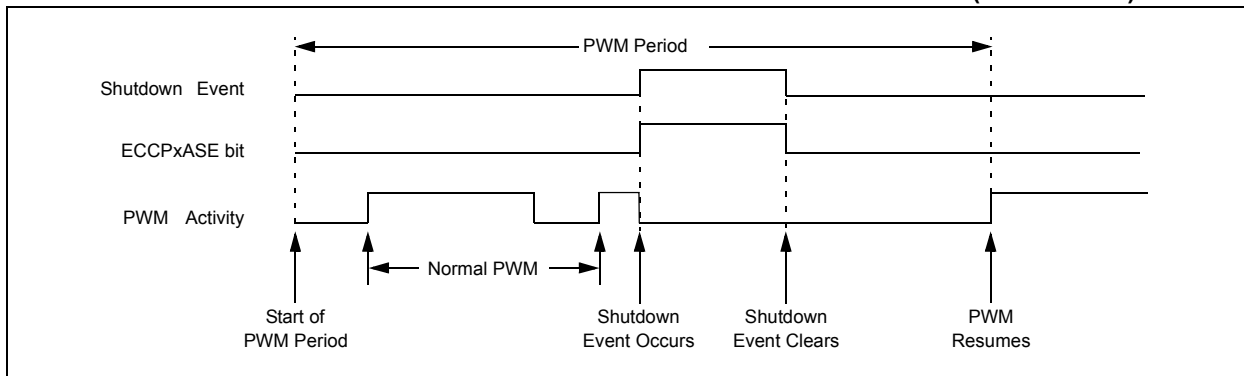 PWM Period
Shutdown Event
ECCPxASE bit
PWM Activity
Normal PWM
Start of
PWM Period
Shutdown
Event Occurs
Shutdown
Event Clears
PWM
Resumes